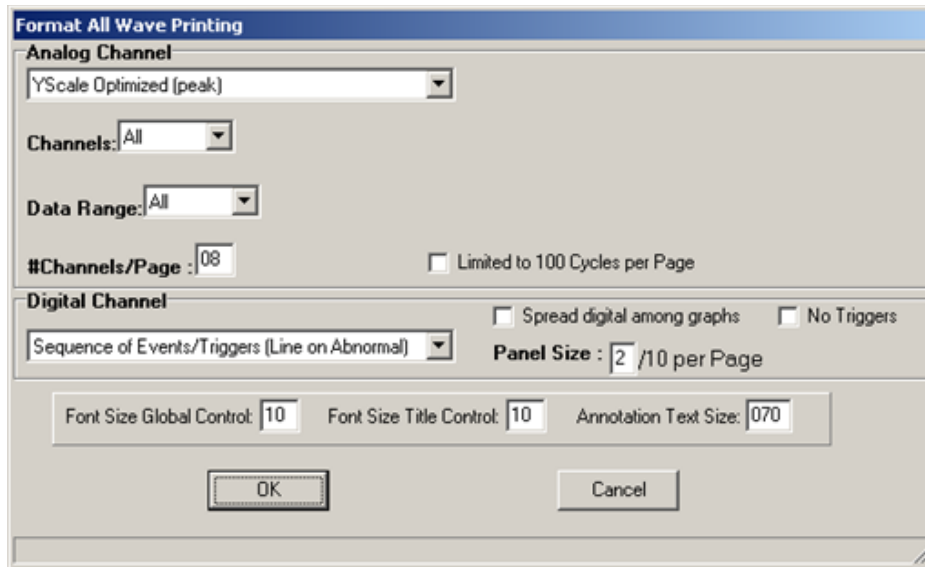 Format All Wave Printing
Analog Channel
YScale Optimized (peak)
Channels: All
Data Range: All
#Channels/Page : 08 Limited to 100 Cycles per Page
Digital Channel
Spread digital among graphs No Triggers
Sequence of Events/Triggers (Line on Abnormal) Panel Size : 2 /10 per Page
Font Size Global Control: 10 Font Size Title Control: 10 Annotation Text Size: 070
OK Cancel